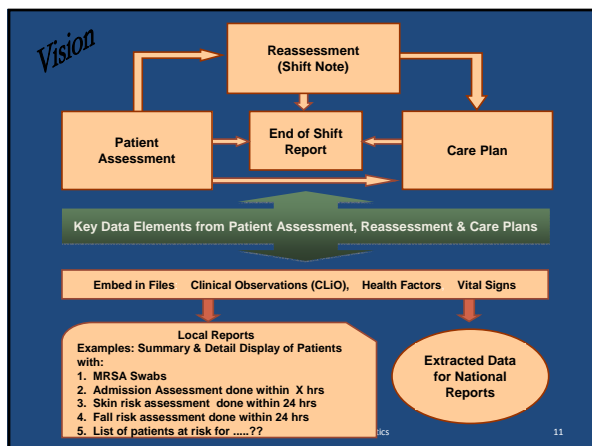 Vision
Reassessment
(Shift Note)
Patient
Assessment
End of Shift
Report
Care Plan
Key Data Elements from Patient Assessment, Reassessment & Care Plans
Embed in Files Clinical Observations (CLiO), Health Factors Vital Signs
Local Reports
Examples: Summary & Detail Display of Patients
with:
1. MRSA Swabs
2. Admission Assessment done within X hrs
3. Skin risk assessment done within 24 hrs
4. Fall risk assessment done within 24 hrs
5. List of patients at risk for .....??
Extracted Data
for National
Reports
tics
11